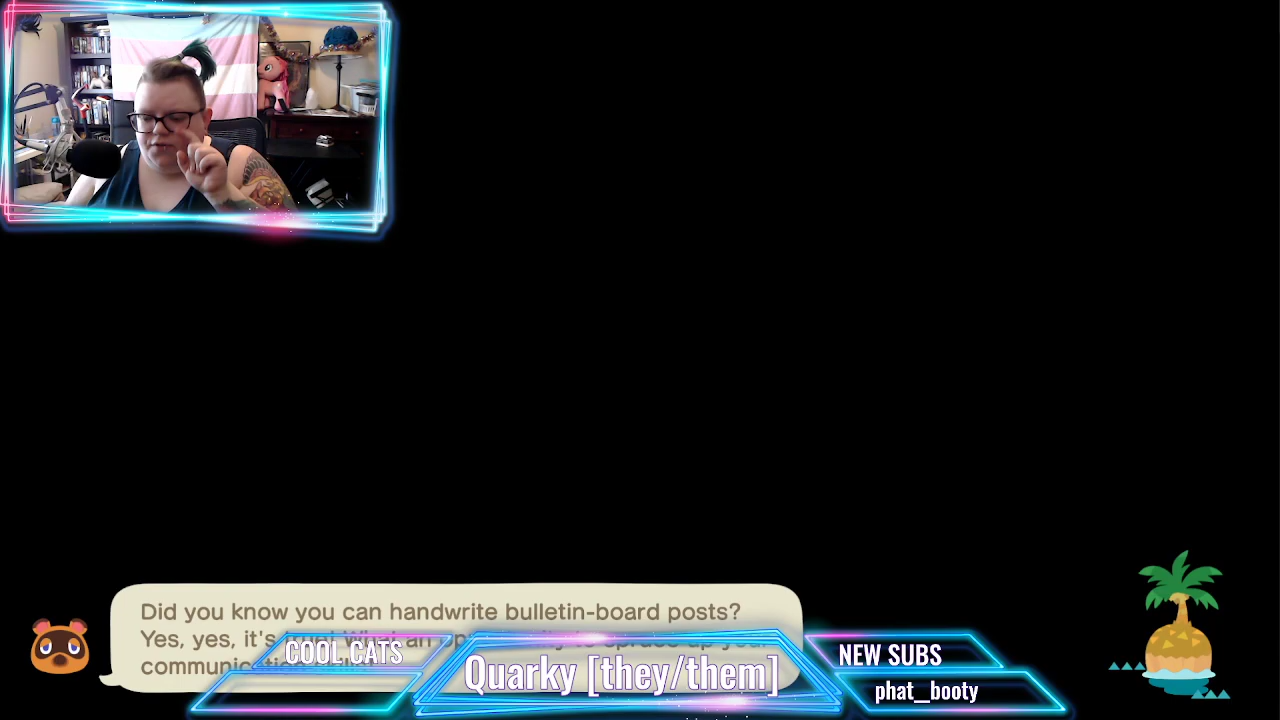 Did you know you can handwrite bulletin-board posts?
Yes, yes, it's
COOL CATS
Quarky [they/them]
NEW SUBS
phat_booty